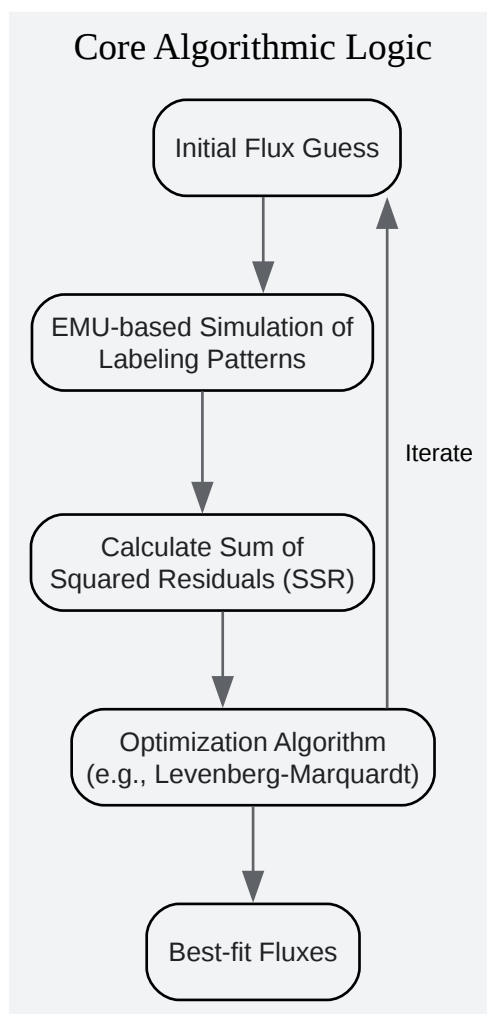 Core Algorithmic Logic
Initial Flux Guess
EMU-based Simulation of
Labeling Patterns
Iterate
Calculate Sum of
Squared Residuals (SSR)
Optimization Algorithm
(e.g., Levenberg-Marquardt)
Best-fit Fluxes